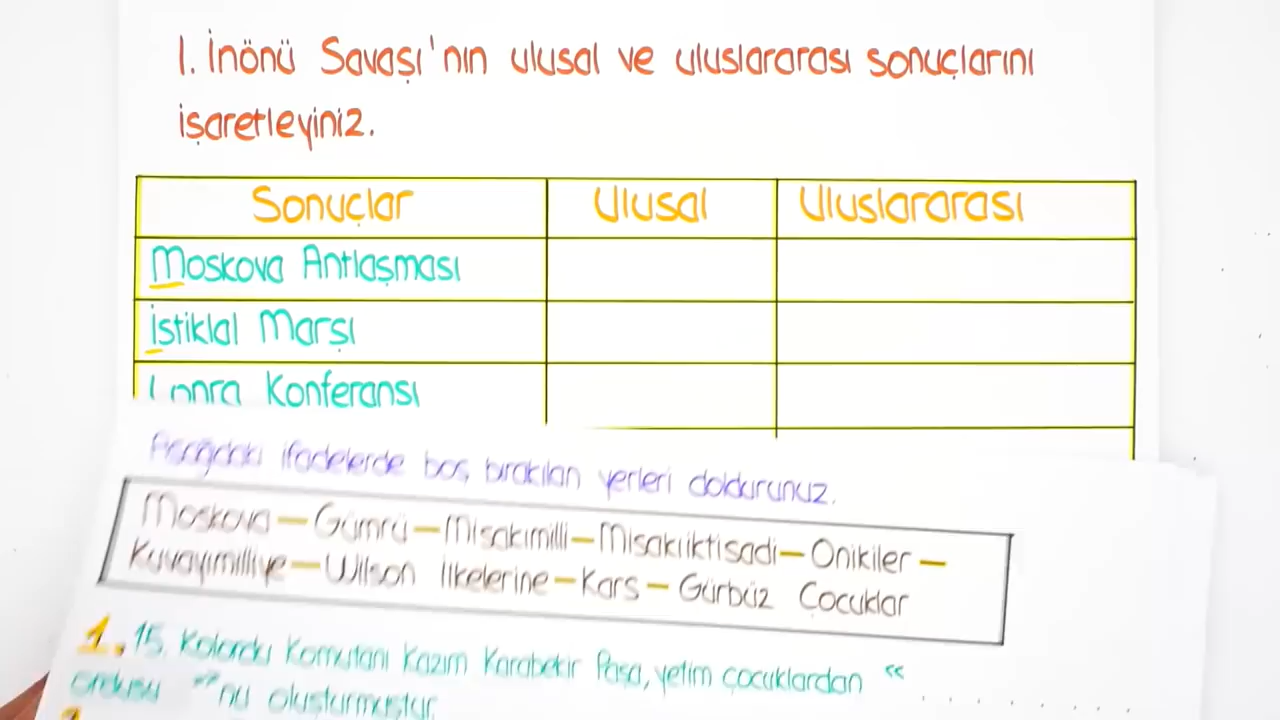 1. İnönü Savaşı'nın ulusal ve uluslararası sonuçlarını
işaretleyiniz.
Sonuçlar Ulusal Uluslararası
Moskova Antlaşması
İstiklal Marşı
Londra Konferansı
Aşağıdaki ifadelerde boş bırakılan yerleri doldurunuz.
Moskova — Gümrü — Misakımilli — Misakıiktisadi — Onikiler —
Kuvayımilliye — Wilson İlkelerine — Kars — Gürbüz Çocuklar
1. 15. Kolordu Komutanı Kazım Karabekir Paşa, yetim çocuklardan “ . . . . . . . .
ordusu ”nu oluşturmuştur.